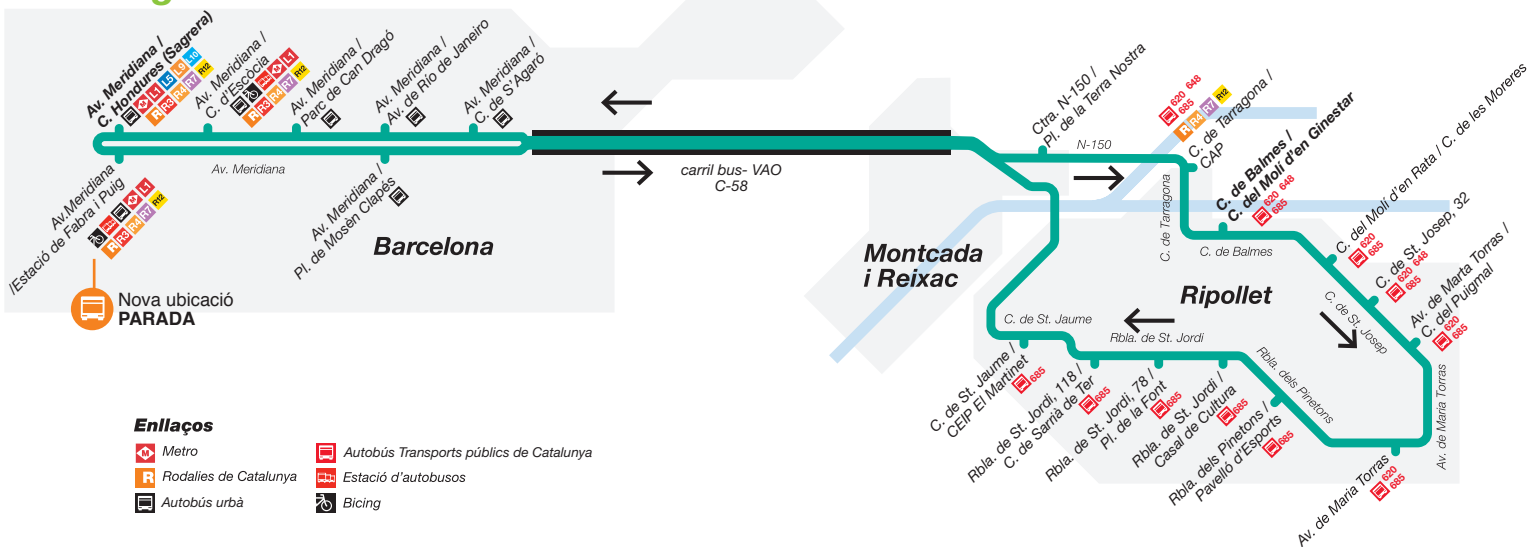 Av. Meridiana /
C. Hondures (Sagrera)
M L1 L5 L9 L10
R R3 R4 R7 R12
Av. Meridiana /
C. d'Escòcia
M L1
R R3 R4 R7 R12
Av. Meridiana /
Parc de Can Dragó
Av. Meridiana /
Av. de Rio de Janeiro
Av. Meridiana /
C. de S'Agaró
Av. Meridiana
carril bus- VAO
C-58
Av.Meridiana
/Estació de Fabra i Puig
M L1
R R3 R4 R7 R12
Av. Meridiana /
Pl. de Mosen Clapés
Barcelona
Nova ubicació
PARADA
Montcada
i Reixac
Ripollet
Ctra. N-150 /
Pl. de la Terra Nostra
N-150
620 648
685
R R4 R7 R12
C. de Tarragona /
CAP
C. de Tarragona
C. de Balmes /
C. del Molí d'en Ginestar
620 648
685
C. de Balmes
C. del Molí d'en Rata / C. de les Moreres
620
685
C. de St. Josep, 32
620 648
685
C. de St. Josep
Av. de Marta Torras /
C. del Puigmal
620
685
Av. de Maria Torras
Av. de Maria Torras
620
685
Rbla. dels Pinetons
Rbla. dels Pinetons /
Pavelló d'Esports
685
Rbla. de St. Jordi
Rbla. de St. Jordi /
Casal de Cultura
685
Rbla. de St. Jordi, 78 /
Pl. de la Font
685
Rbla. de St. Jordi, 118 /
C. de Sarrià de Ter
685
C. de St. Jaume
C. de St. Jaume /
CEIP El Martinet
685
Enllaços
M Metro
R Rodalies de Catalunya
Autobús urbà
Autobús Transports públics de Catalunya
Estació d'autobusos
Bicing